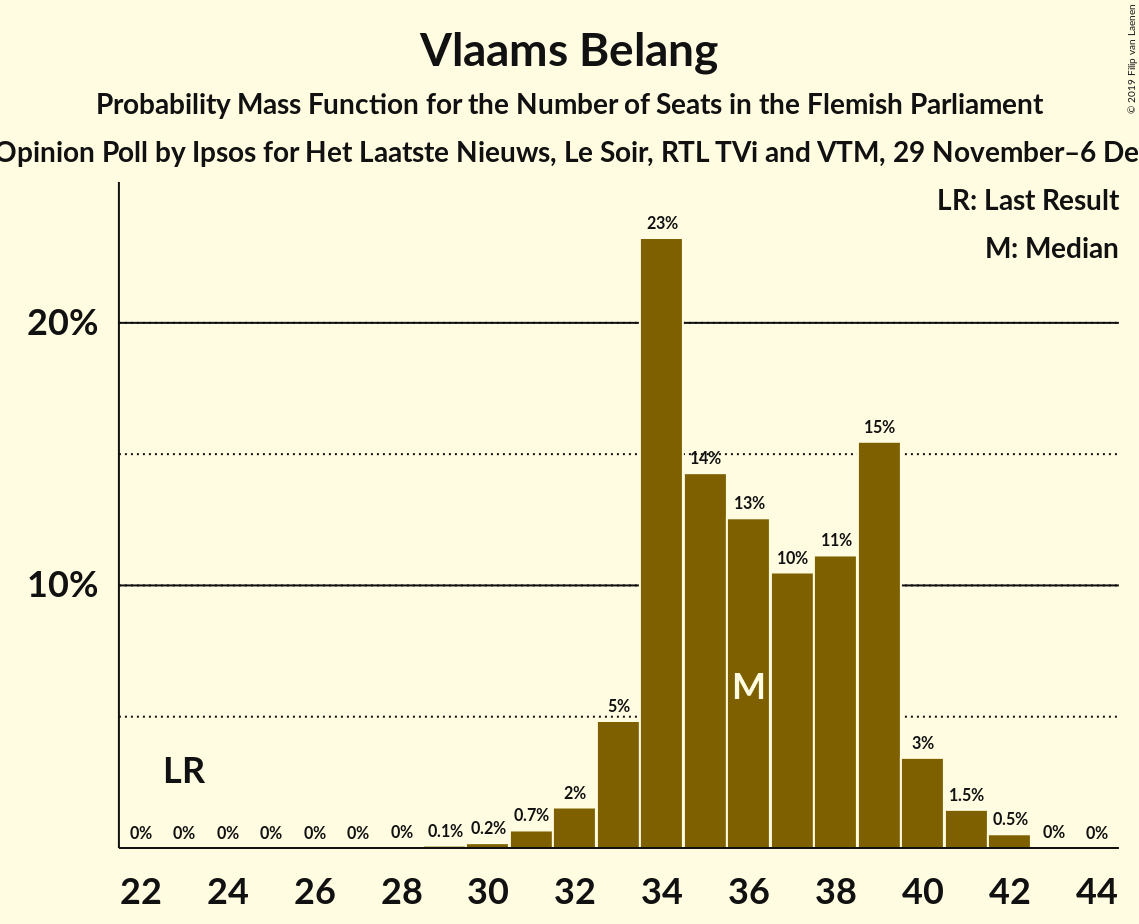 © 2019 Filip van Laenen
Vlaams Belang
Probability Mass Function for the Number of Seats in the Flemish Parliament
Opinion Poll by Ipsos for Het Laatste Nieuws, Le Soir, RTL TVi and VTM, 29 November–6 De
LR: Last Result
M: Median
20%
10%
0% 0% 0% 0% 0% 0% 0% 0.1% 0.2% 0.7% 2% 5% 23% 14% 13% 10% 11% 15% 3% 1.5% 0.5% 0% 0%
LR
M
22 24 26 28 30 32 34 36 38 40 42 44